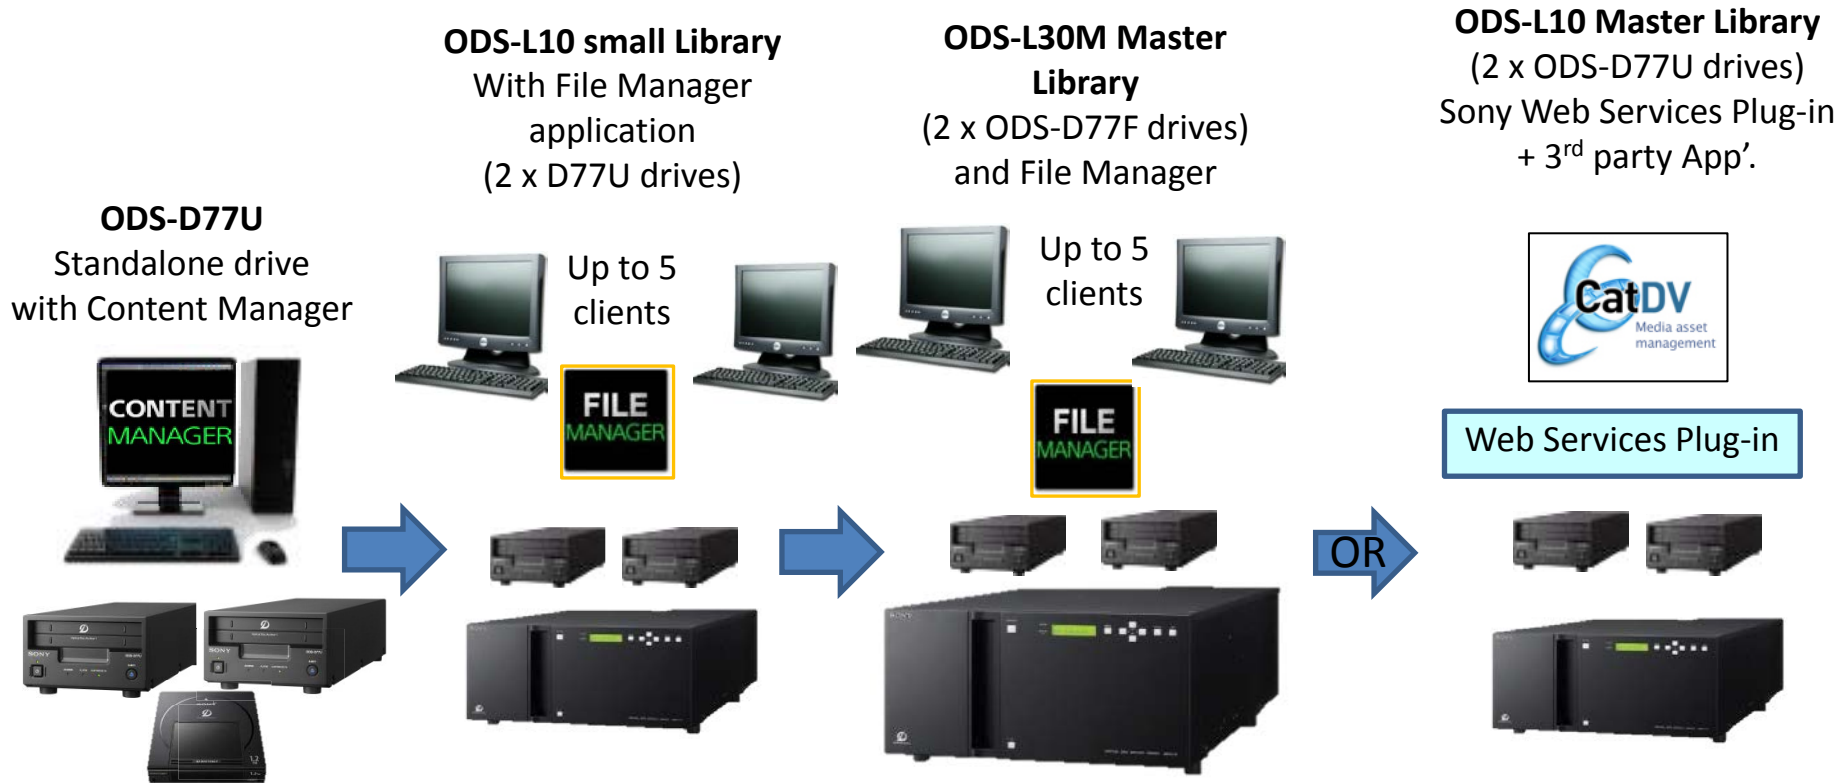 ODS-D77U
Standalone drive
with Content Manager
CONTENT
MANAGER
SONY
SONY
ODS-L10 small Library
With File Manager
application
(2 x D77U drives)
Up to 5
clients
FILE
MANAGER
ODS-L30M Master
Library
(2 x ODS-D77F drives)
and File Manager
Up to 5
clients
FILE
MANAGER
OR
ODS-L10 Master Library
(2 x ODS-D77U drives)
Sony Web Services Plug-in
+ 3rd party App'.
CatDV
Media asset
management
Web Services Plug-in